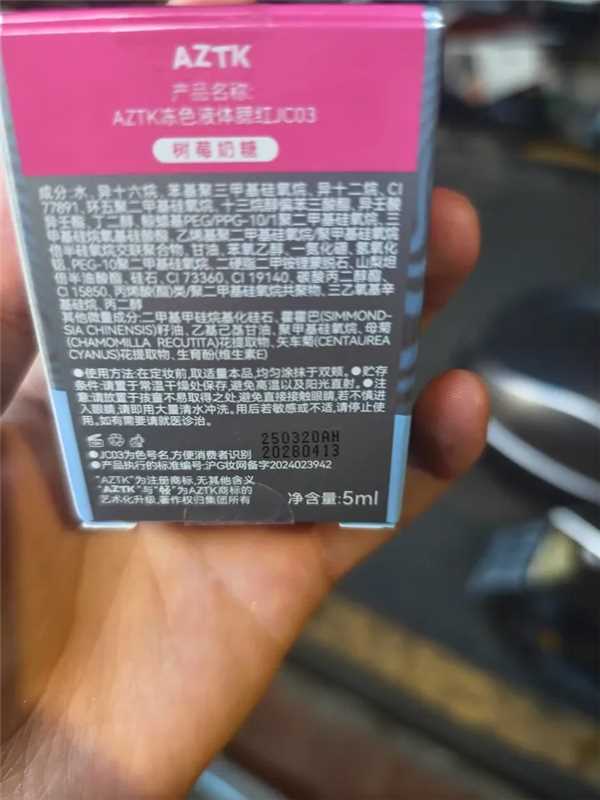 AZTK
产品名称:
AZTK冻色液体腮红JC03
树莓奶糖
成分:水、异十六烷、苯基聚三甲基硅氧烷、异十二烷、CI
77891、环五聚二甲基硅氧烷、十三烷醇偏苯三酸酯、异壬酸
异壬酯、丁二醇、鲸蜡基PEG/PPG-10/1聚二甲基硅氧烷、三
甲基硅烷氧基硅酸酯、乙烯基聚二甲基硅氧烷/聚甲基硅氧烷
倍半硅氧烷交联聚合物、甘油、苯氧乙醇、一氮化硼、氢氧化
铝、PEG-10聚二甲基硅氧烷、二硬脂二甲铵锂蒙脱石、山梨坦
倍半油酸酯、硅石、CI 73360、CI 19140、碳酸丙二醇酯、
CI 15850、丙烯酸(酯)类/聚二甲基硅氧烷共聚物、三乙氧基辛
基硅烷、丙二醇
其他微量成分:二甲基甲硅烷基化硅石、霍霍巴(SIMMOND-
SIA CHINENSIS)籽油、乙基己基甘油、聚甲基硅氧烷、母菊
(CHAMOMILLA RECUTITA)花提取物、矢车菊(CENTAUREA
CYANUS)花提取物、生育酚(维生素E)
●使用方法:在定妆前,取适量本品,均匀涂抹于双颊。●贮存
条件:请置于常温干燥处保存,避免高温以及阳光直射。●注
意:请放置于孩童不易取得之处,避免直接接触眼睛,若不慎进
入眼睛,请即用大量清水冲洗。用后若敏感或不适,请停止使
用。如有需要,请就医诊治。
250320AH
20280413
●JC03为色号名,方便消费者识别
●产品执行的标准编号:沪G妆网备字2024023942
"AZTK"为注册商标,无其他含义
"AZTK"与" "为AZTK商标的
艺术化升级,著作权归集团所有
净含量:5ml